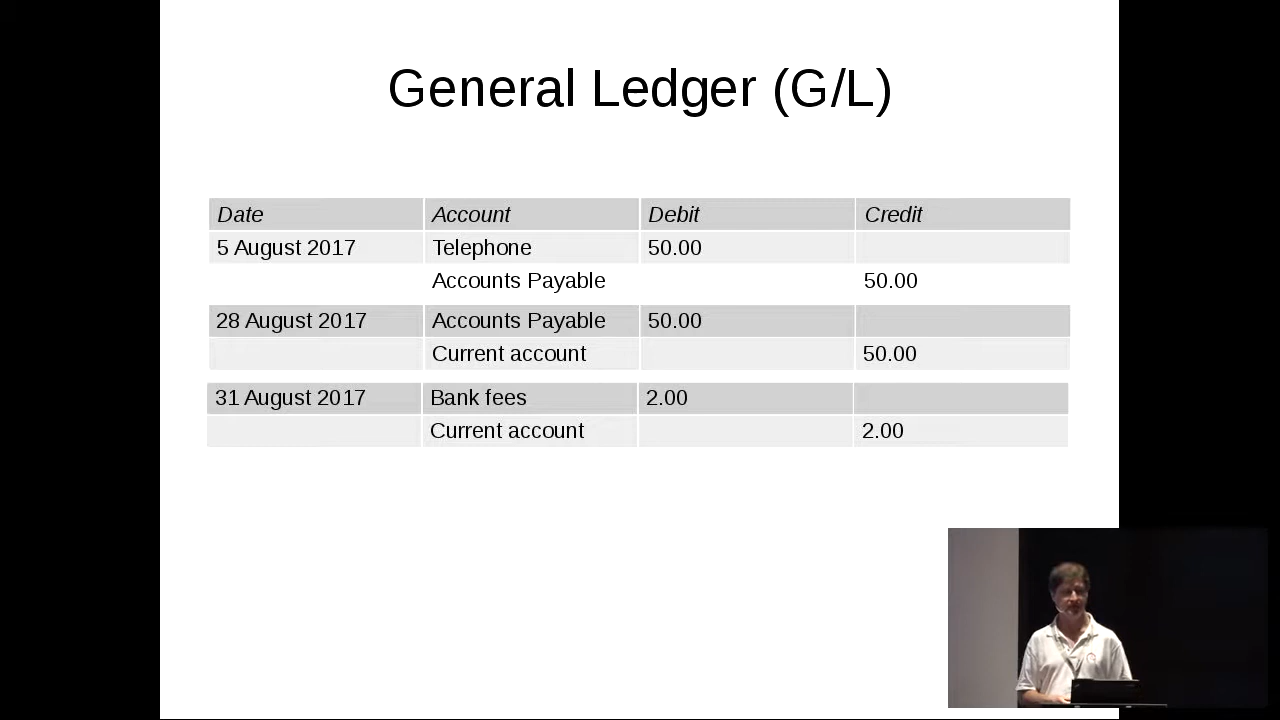 General Ledger (G/L)
Date Account Debit Credit
5 August 2017 Telephone 50.00
Accounts Payable 50.00
28 August 2017 Accounts Payable 50.00
Current account 50.00
31 August 2017 Bank fees 2.00
Current account 2.00